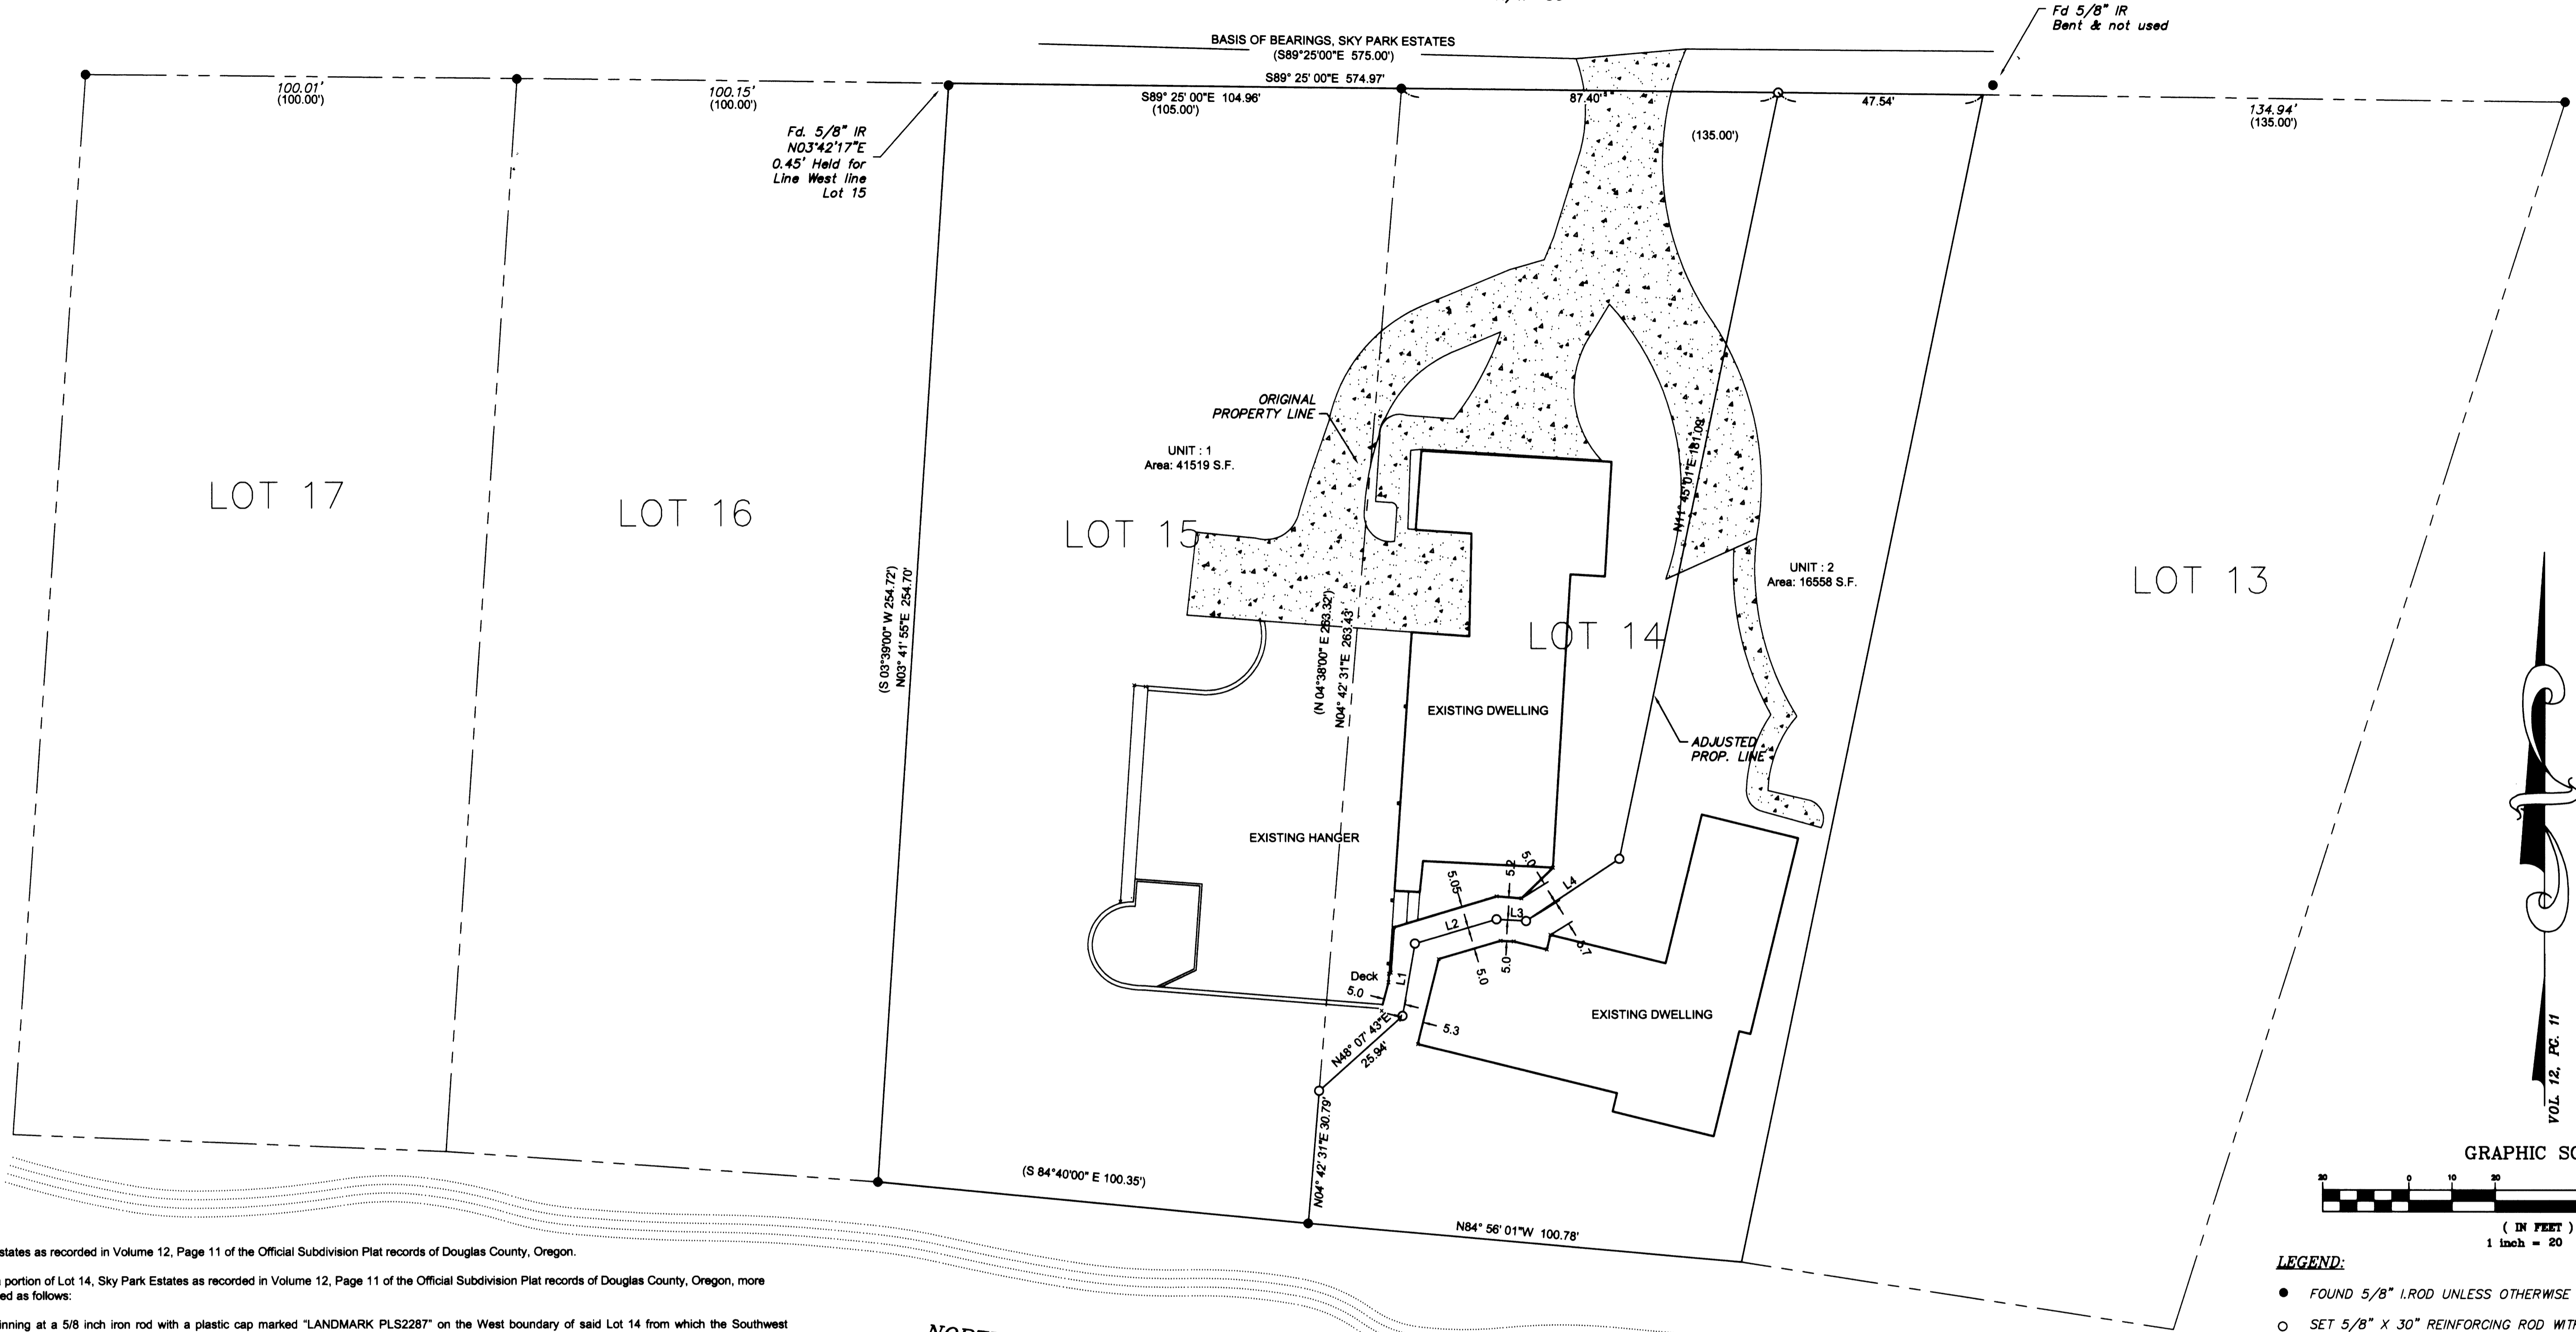 Fd 5/8" IR
Bent & not used
BASIS OF BEARINGS, SKY PARK ESTATES
(S89°25'00"E 575.00')
S89° 25' 00"E 574.97'
100.01'
(100.00')
100.15'
(100.00')
S89° 25' 00"E 104.96'
(105.00')
87.40'
47.54'
(135.00')
134.94'
(135.00')
Fd. 5/8" IR
N03°42'17"E
0.45' Held for
Line West line
Lot 15
ORIGINAL
PROPERTY LINE
UNIT : 1
Area: 41519 S.F.
LOT 17
LOT 16
LOT 15
N11° 45' 01"E 181.09'
UNIT : 2
Area: 16558 S.F.
LOT 13
LOT 14
(S 03°39'00" W 254.72')
N03° 41' 55"E 254.70'
(N 04°38'00" E 263.32')
N04° 42' 31"E 263.43'
EXISTING DWELLING
ADJUSTED
PROP. LINE
EXISTING HANGER
5.05
5.2
5.0
L4
L3
L2
5.0
5.0
L1
Deck
5.0
5.3
EXISTING DWELLING
N48° 07' 43"E
25.94'
N04° 42' 31"E 30.79'
(S 84°40'00" E 100.35')
N84° 56' 01"W 100.78'
VOL. 12, PG. 11
GRAPHIC SC
20 0 10 20
( IN FEET )
1 inch = 20
LEGEND:
FOUND 5/8" I.ROD UNLESS OTHERWISE
SET 5/8" X 30" REINFORCING ROD WIT
states as recorded in Volume 12, Page 11 of the Official Subdivision Plat records of Douglas County, Oregon.
portion of Lot 14, Sky Park Estates as recorded in Volume 12, Page 11 of the Official Subdivision Plat records of Douglas County, Oregon, more
ed as follows:
inning at a 5/8 inch iron rod with a plastic cap marked "LANDMARK PLS2287" on the West boundary of said Lot 14 from which the Southwest